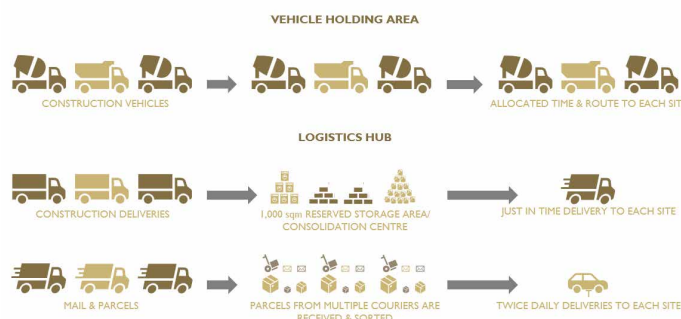 VEHICLE HOLDING AREA
CONSTRUCTION VEHICLES
ALLOCATED TIME & ROUTE TO EACH SIT
LOGISTICS HUB
CONSTRUCTION DELIVERIES
1,000 sqm RESERVED STORAGE AREA/
CONSOLIDATION CENTRE
JUST IN TIME DELIVERY TO EACH SITE
MAIL & PARCELS
PARCELS FROM MULTIPLE COURIERS ARE
RECEIVED & SORTED
TWICE DAILY DELIVERIES TO EACH SITE